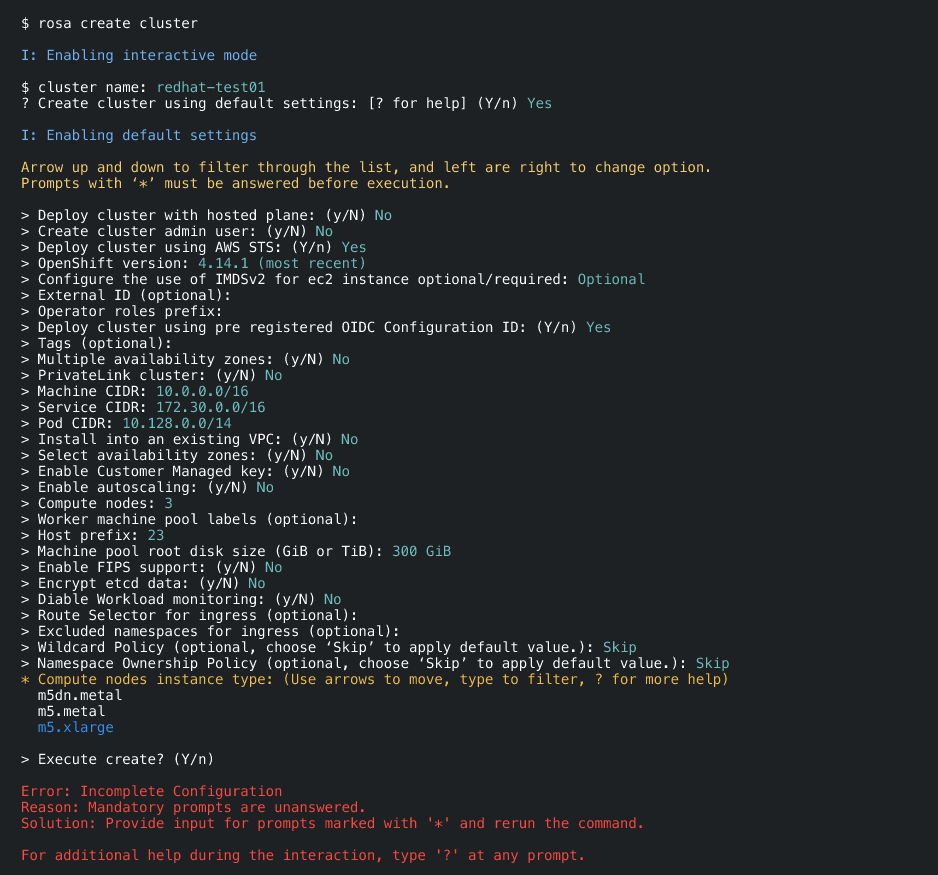 $ rosa create cluster
I: Enabling interactive mode
$ cluster name: redhat-test01
? Create cluster using default settings: [? for help] (Y/n) Yes
I: Enabling default settings
Arrow up and down to filter through the list, and left are right to change option.
Prompts with ‘*’ must be answered before execution.
> Deploy cluster with hosted plane: (y/N) No
> Create cluster admin user: (y/N) No
> Deploy cluster using AWS STS: (Y/n) Yes
> OpenShift version: 4.14.1 (most recent)
> Configure the use of IMDSv2 for ec2 instance optional/required: Optional
> External ID (optional):
> Operator roles prefix:
> Deploy cluster using pre registered OIDC Configuration ID: (Y/n) Yes
> Tags (optional):
> Multiple availability zones: (y/N) No
> PrivateLink cluster: (y/N) No
> Machine CIDR: 10.0.0.0/16
> Service CIDR: 172.30.0.0/16
> Pod CIDR: 10.128.0.0/14
> Install into an existing VPC: (y/N) No
> Select availability zones: (y/N) No
> Enable Customer Managed key: (y/N) No
> Enable autoscaling: (y/N) No
> Compute nodes: 3
> Worker machine pool labels (optional):
> Host prefix: 23
> Machine pool root disk size (GiB or TiB): 300 GiB
> Enable FIPS support: (y/N) No
> Encrypt etcd data: (y/N) No
> Diable Workload monitoring: (y/N) No
> Route Selector for ingress (optional):
> Excluded namespaces for ingress (optional):
> Wildcard Policy (optional, choose ‘Skip’ to apply default value.): Skip
> Namespace Ownership Policy (optional, choose ‘Skip’ to apply default value.): Skip
* Compute nodes instance type: (Use arrows to move, type to filter, ? for more help)
m5dn.metal
m5.metal
m5.xlarge
> Execute create? (Y/n)
Error: Incomplete Configuration
Reason: Mandatory prompts are unanswered.
Solution: Provide input for prompts marked with '*' and rerun the command.
For additional help during the interaction, type '?' at any prompt.